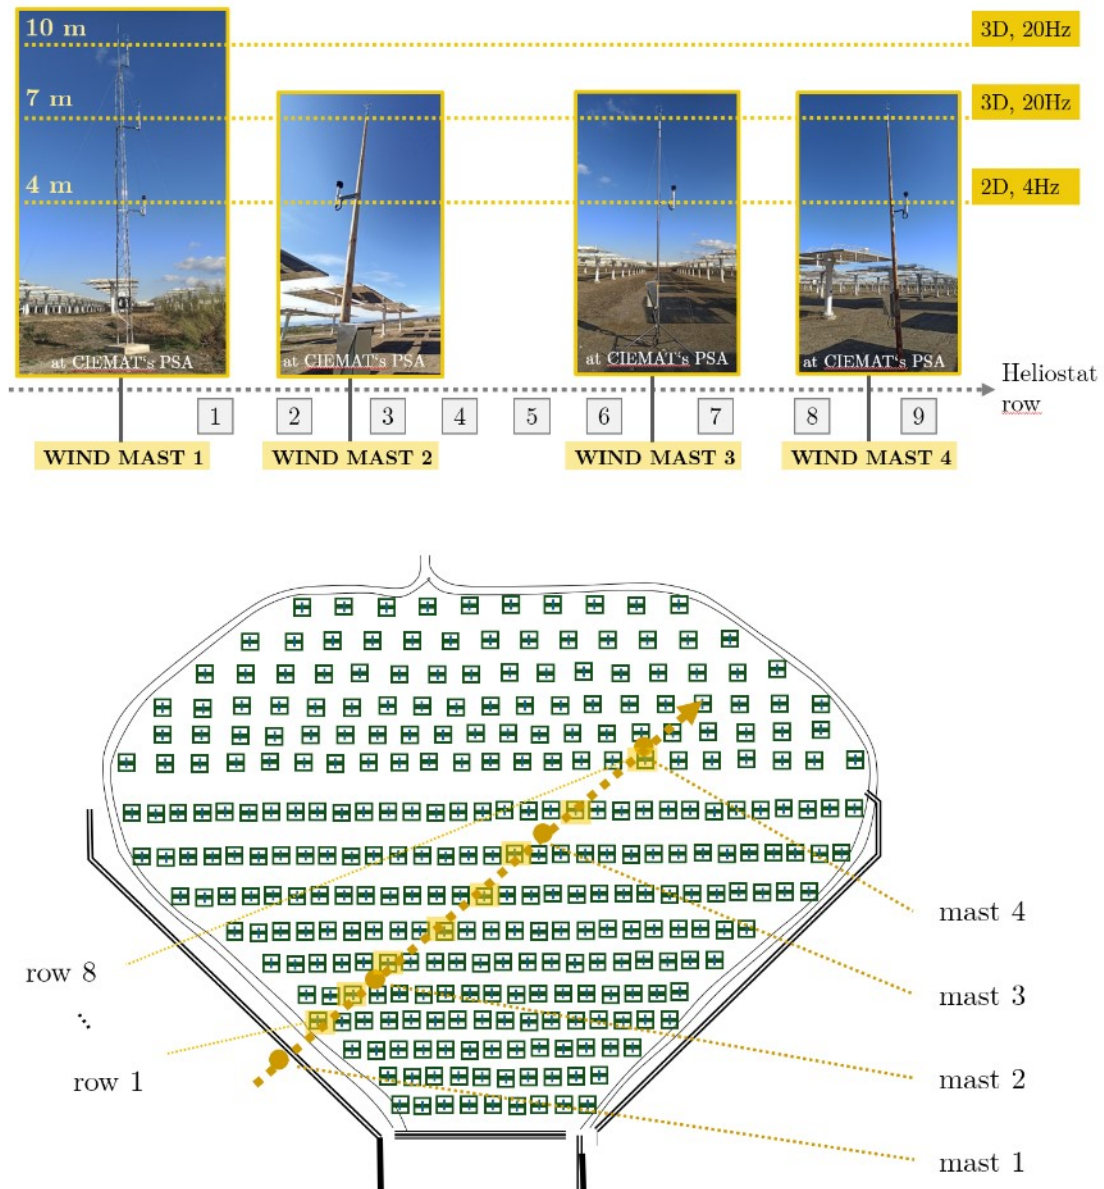 10 m
3D, 20Hz
7 m
3D, 20Hz
4 m
2D, 4Hz
at CIEMAT's PSA
at CIEMAT's PSA
at CIEMAT's PSA
at CIEMAT's PSA
Heliostat
row
1 2 3 4 5 6 7 8 9
WIND MAST 1 WIND MAST 2 WIND MAST 3 WIND MAST 4
mast 4
row 8
mast 3
...
row 1
mast 2
mast 1